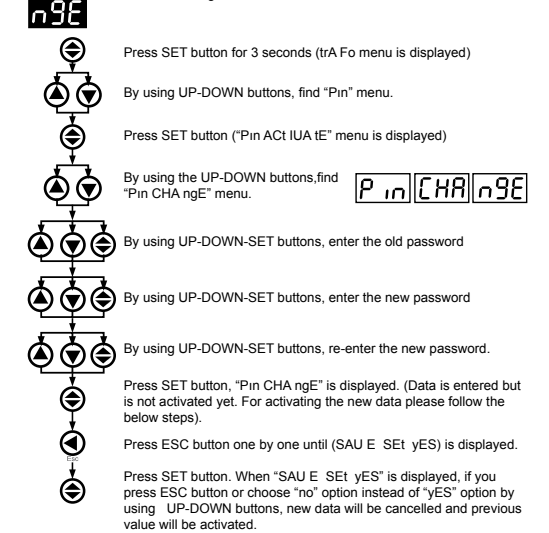 ngE
Press SET button for 3 seconds (trA Fo menu is displayed)
By using UP-DOWN buttons, find “Pın” menu.
Press SET button (“Pın ACt IUA tE” menu is displayed)
By using the UP-DOWN buttons,find
“Pın CHA ngE” menu.
P ın CHA ngE
By using UP-DOWN-SET buttons, enter the old password
By using UP-DOWN-SET buttons, enter the new password
By using UP-DOWN-SET buttons, re-enter the new password.
Press SET button, “Pın CHA ngE” is displayed. (Data is entered but
is not activated yet. For activating the new data please follow the
below steps).
Press ESC button one by one until (SAU E SEt yES) is displayed.
Esc
Press SET button. When “SAU E SEt yES” is displayed, if you
press ESC button or choose “no” option instead of “yES” option by
using UP-DOWN buttons, new data will be cancelled and previous
value will be activated.